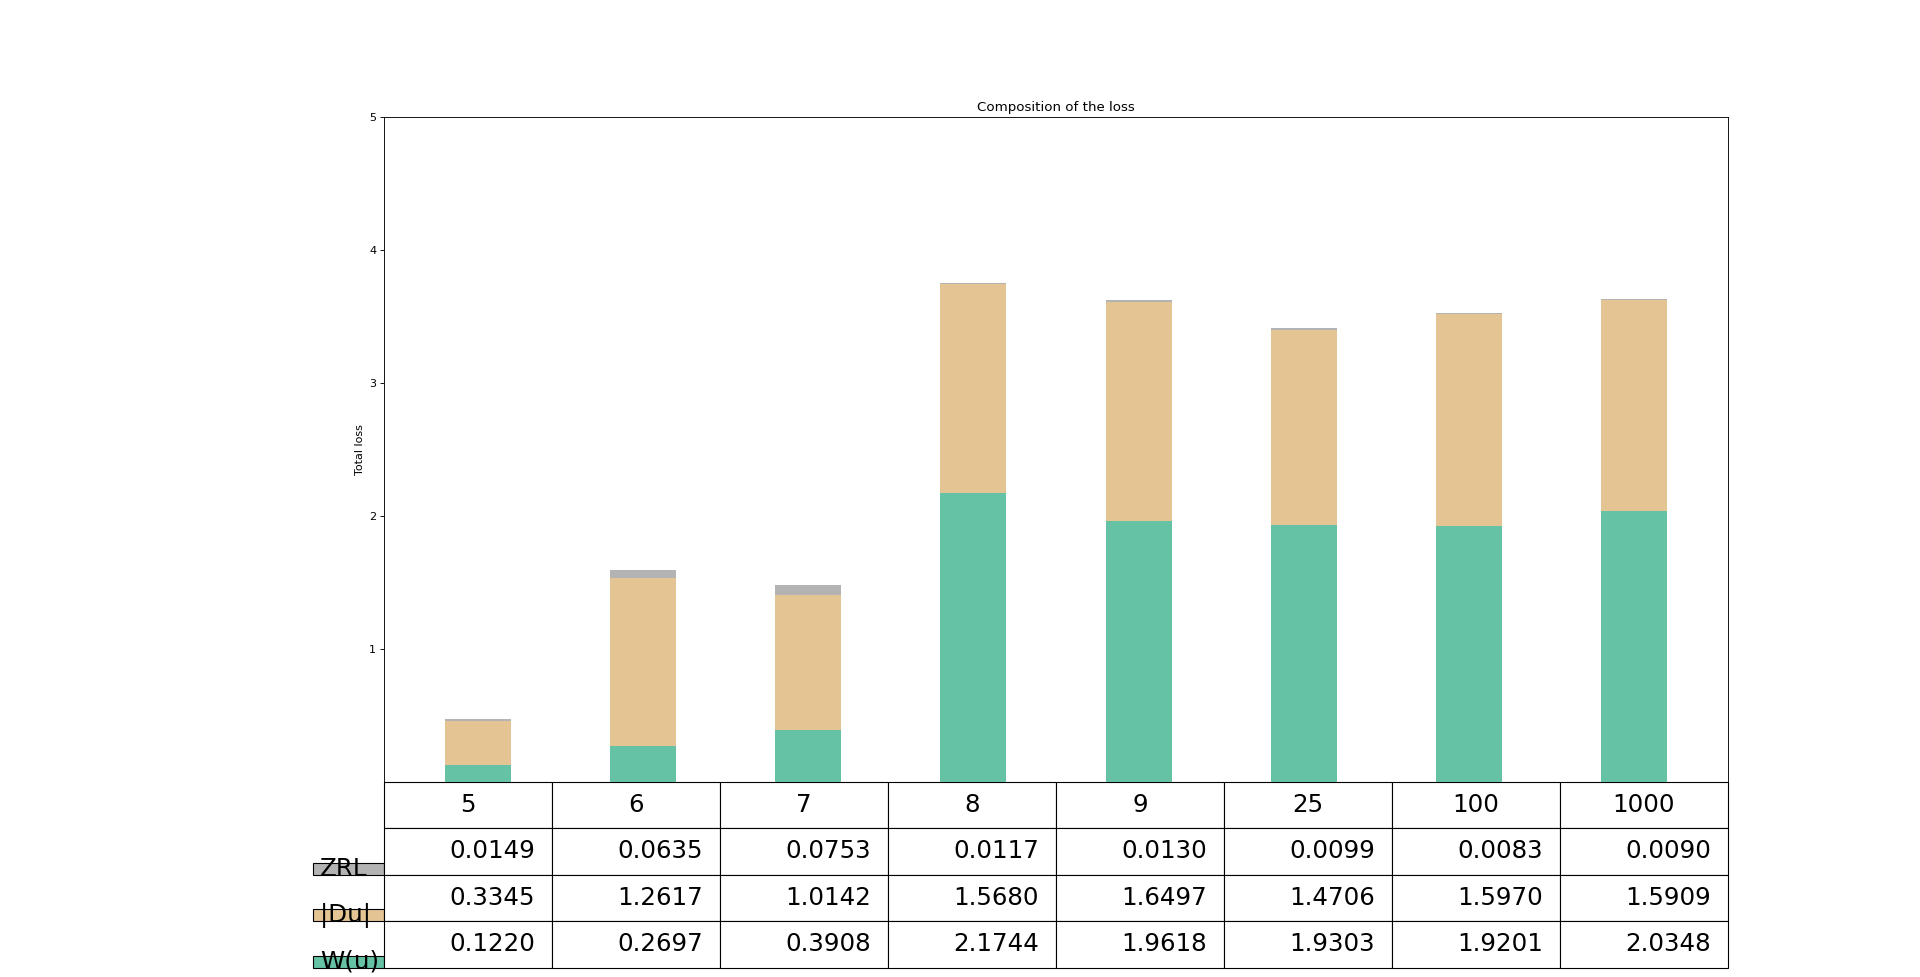 Composition of the loss
5
4
3
2
1
Total loss
5 6 7 8 9 25 100 1000
ZRL 0.0149 0.0635 0.0753 0.0117 0.0130 0.0099 0.0083 0.0090
|Du| 0.3345 1.2617 1.0142 1.5680 1.6497 1.4706 1.5970 1.5909
W(u) 0.1220 0.2697 0.3908 2.1744 1.9618 1.9303 1.9201 2.0348